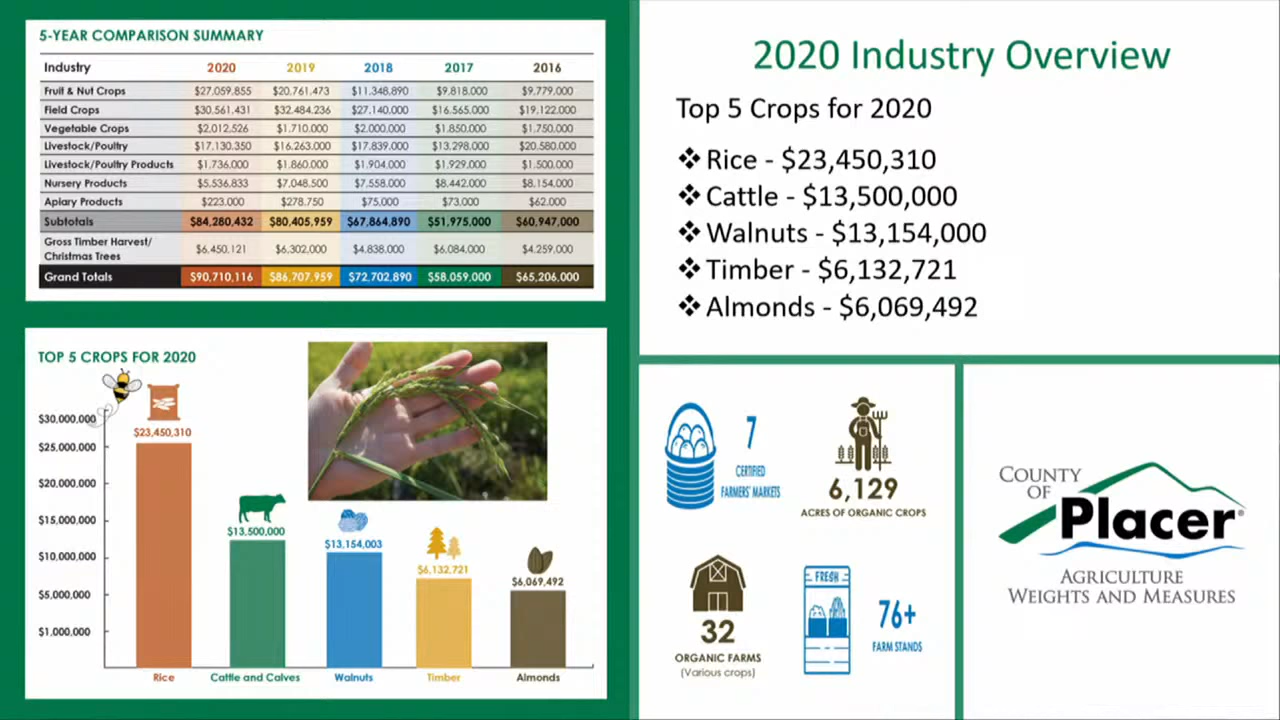 5-YEAR COMPARISON SUMMARY
Industry 2020 2019 2018 2017 2016
Fruit & Nut Crops $27.059.855 $20.761.473 $11.348.890 $9.818.000 $9.779.000
Field Crops $30.561.431 $32.484.236 $27.140.000 $16.565.000 $19.122.000
Vegetable Crops $2.012.526 $1.710.000 $2.000.000 $1.850.000 $1.750.000
Livestock/Poultry $17.130.350 $16.263.000 $17.839.000 $13.298.000 $20.580.000
Livestock/Poultry Products $1.736.000 $1.860.000 $1.904.000 $1.929.000 $1.500.000
Nursery Products $5.536.833 $7.048.500 $7.558.000 $8.442.000 $8.154.000
Apiary Products $223.000 $278.750 $75.000 $73.000 $62.000
Subtotals $84,280,432 $80,405,959 $67,864,890 $51,975,000 $60,947,000
Gross Timber Harvest/
Christmas Trees $6,450.121 $6,302,000 $4,838.000 $6,084.000 $4,259.000
Grand Totals $90,710,116 $86,707,959 $72,702,890 $58,059,000 $65,206,000
TOP 5 CROPS FOR 2020
$30,000,000
$25,000,000
$20,000,000
$15,000,000
$10,000,000
$5,000,000
$1,000,000
$23,450,310
$13,500,000
$13,154,003
$6,132,721
$6,069,492
Rice Cattle and Calves Walnuts Timber Almonds
2020 Industry Overview
Top 5 Crops for 2020
❖ Rice - $23,450,310
❖ Cattle - $13,500,000
❖ Walnuts - $13,154,000
❖ Timber - $6,132,721
❖ Almonds - $6,069,492
7
CERTIFIED
FARMERS' MARKETS
6,129
ACRES OF ORGANIC CROPS
32
ORGANIC FARMS
(Various crops)
FRESH
76+
FARM STANDS
COUNTY
OF
Placer®
AGRICULTURE
WEIGHTS AND MEASURES